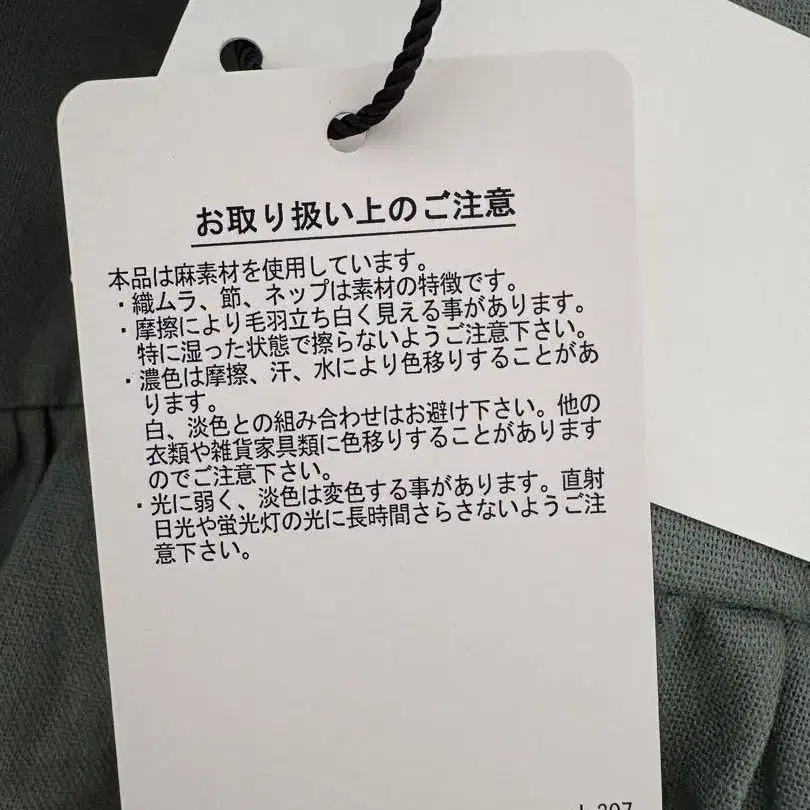 お取り扱い上のご注意
本品は麻素材を使用しています。
・織ムラ、節、ネップは素材の特徴です。
・摩擦により毛羽立ち白く見える事があります。
特に湿った状態で擦らないようご注意下さい。
・濃色は摩擦、汗、水により色移りすることがあ
ります。
白、淡色との組み合わせはお避け下さい。他の
衣類や雑貨家具類に色移りすることがあります
のでご注意下さい。
・光に弱く、淡色は変色する事があります。直射
日光や蛍光灯の光に長時間さらさないようご注
意下さい。